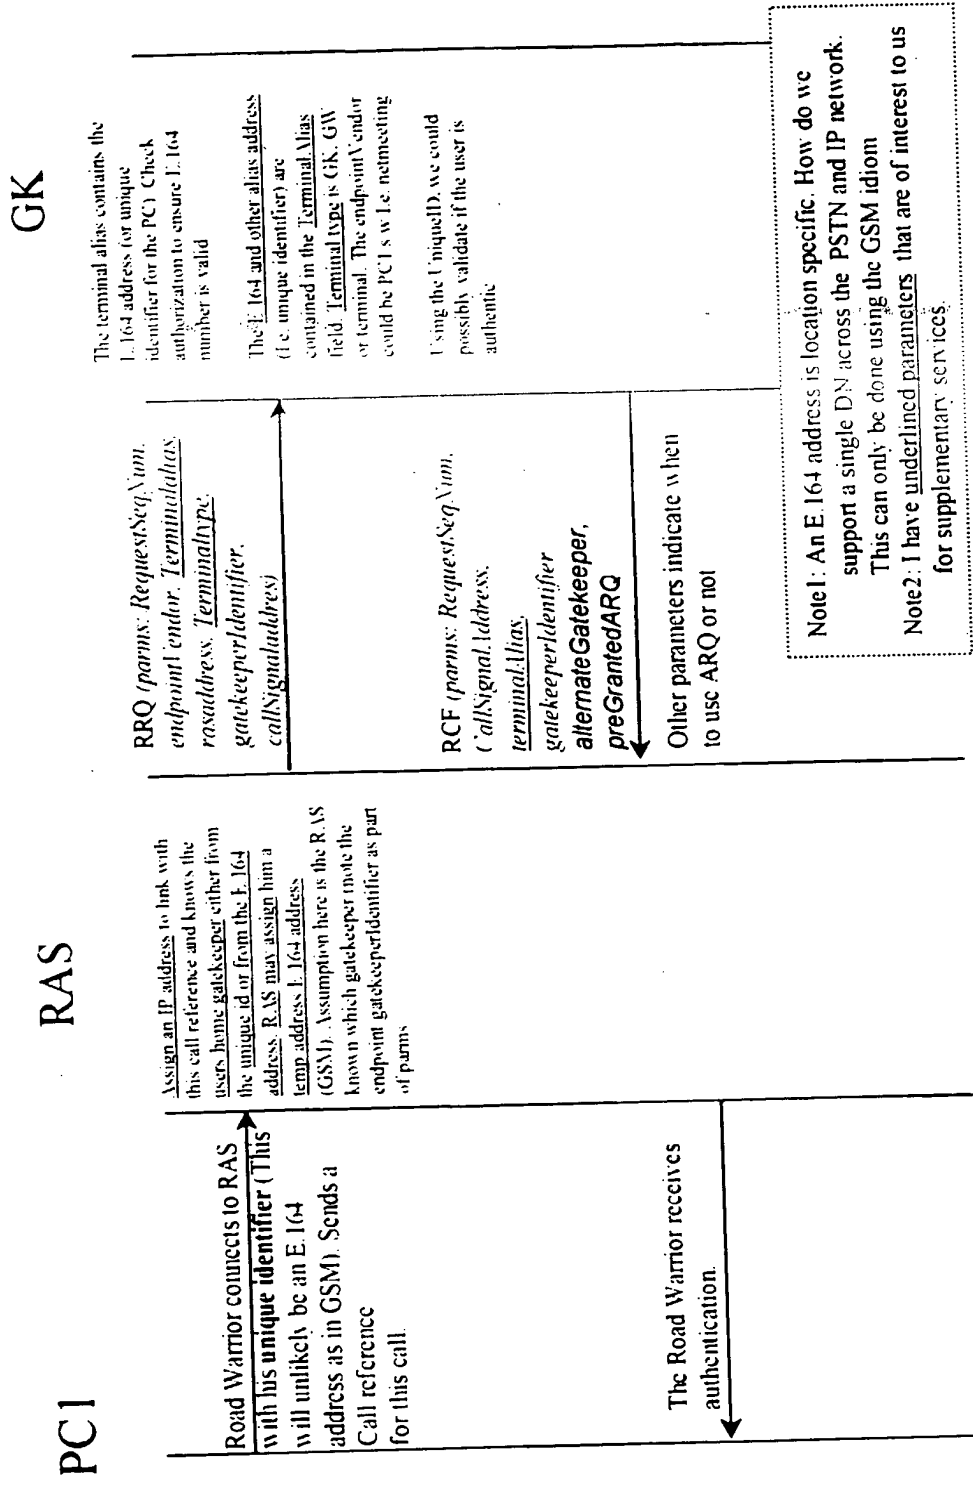 PC1
RAS
GK
Road Warrior connects to RAS
with his unique identifier (This
will unlikely be an E.164
address as in GSM). Sends a
Call reference
for this call.
The Road Warrior receives
authentication.
Assign an IP address to link with
this call reference and knows the
users home gatekeeper either from
the unique id or from the E.164
address. RAS may assign him a
temp address E.164 address
(GSM). Assumption here is the RAS
known which gatekeeper (note the
endpoint gatekeeperIdentifier as part
of parms
RRQ (parms: RequestSeqNum,
endpointVendor, Terminalalias,
rasaddress, Terminaltype,
gatekeeperIdentifier,
callSignaladdress)
RCF (parms: RequestSeqNum,
CallSignalAddress,
terminalAlias,
gatekeeperIdentifier
alternateGatekeeper,
preGrantedARQ
Other parameters indicate when
to use ARQ or not
The terminal alias contains the
E.164 address (or unique
identifier for the PC) Check
authorization to ensure E.164
number is valid
The E.164 and other alias address
(I.e. unique identifier) are
contained in the TerminalAlias
field. Terminal type is GK, GW
or terminal. The endpointVendor
could be PC1 s/w I.e. netmeeting
Using the UniqueID, we could
possibly validate if the user is
authentic
Note1: An E.164 address is location specific. How do we
support a single DN across the PSTN and IP network.
This can only be done using the GSM idiom
Note2: I have underlined parameters that are of interest to us
for supplementary services.